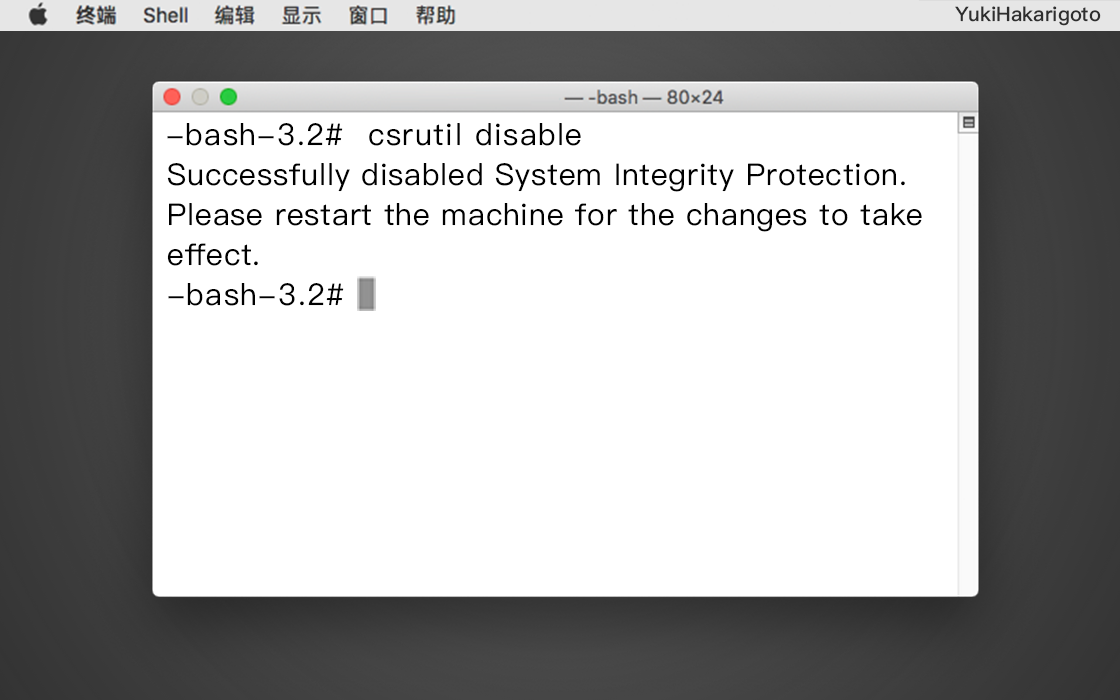 终端 Shell 编辑 显示 窗口 帮助 YukiHakarigoto
— -bash — 80×24
-bash-3.2# csrutil disable
Successfully disabled System Integrity Protection.
Please restart the machine for the changes to take
effect.
-bash-3.2#